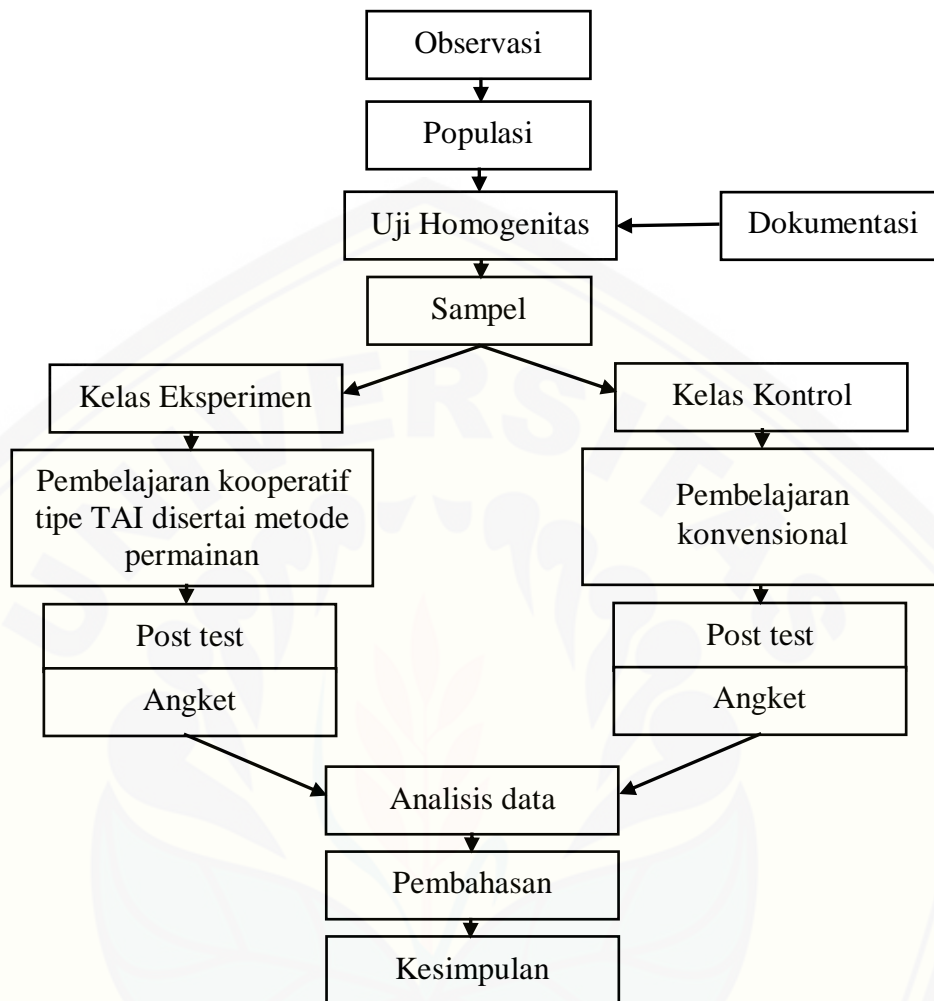 Observasi
Populasi
Uji Homogenitas
Dokumentasi
Sampel
Kelas Eksperimen
Kelas Kontrol
Pembelajaran kooperatif
tipe TAI disertai metode
permainan
Pembelajaran
konvensional
Post test
Angket
Post test
Angket
Analisis data
Pembahasan
Kesimpulan
UNIVERSITAS